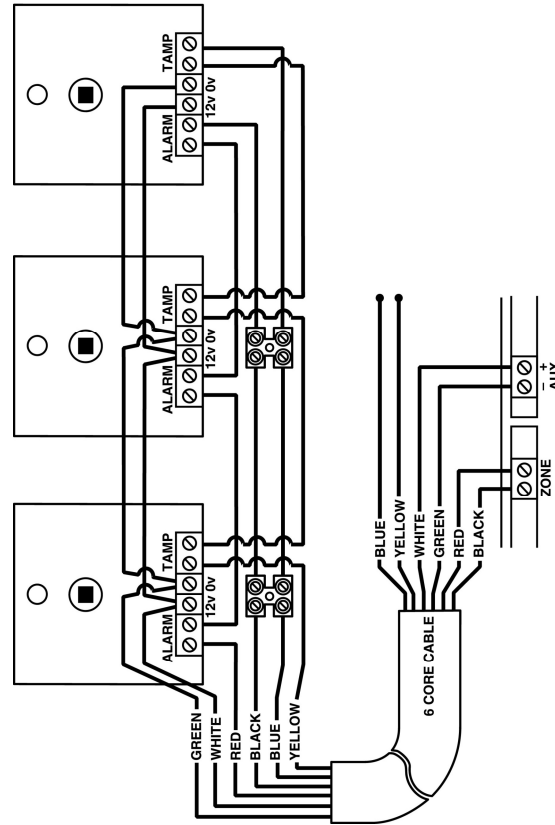 TAMP
12v 0v
ALARM
TAMP
12v 0v
ALARM
TAMP
12v 0v
ALARM
GREEN
WHITE
RED
BLACK
BLUE
YELLOW
BLUE
YELLOW
WHITE
GREEN
RED
BLACK
6 CORE CABLE
- +
AUX
ZONE